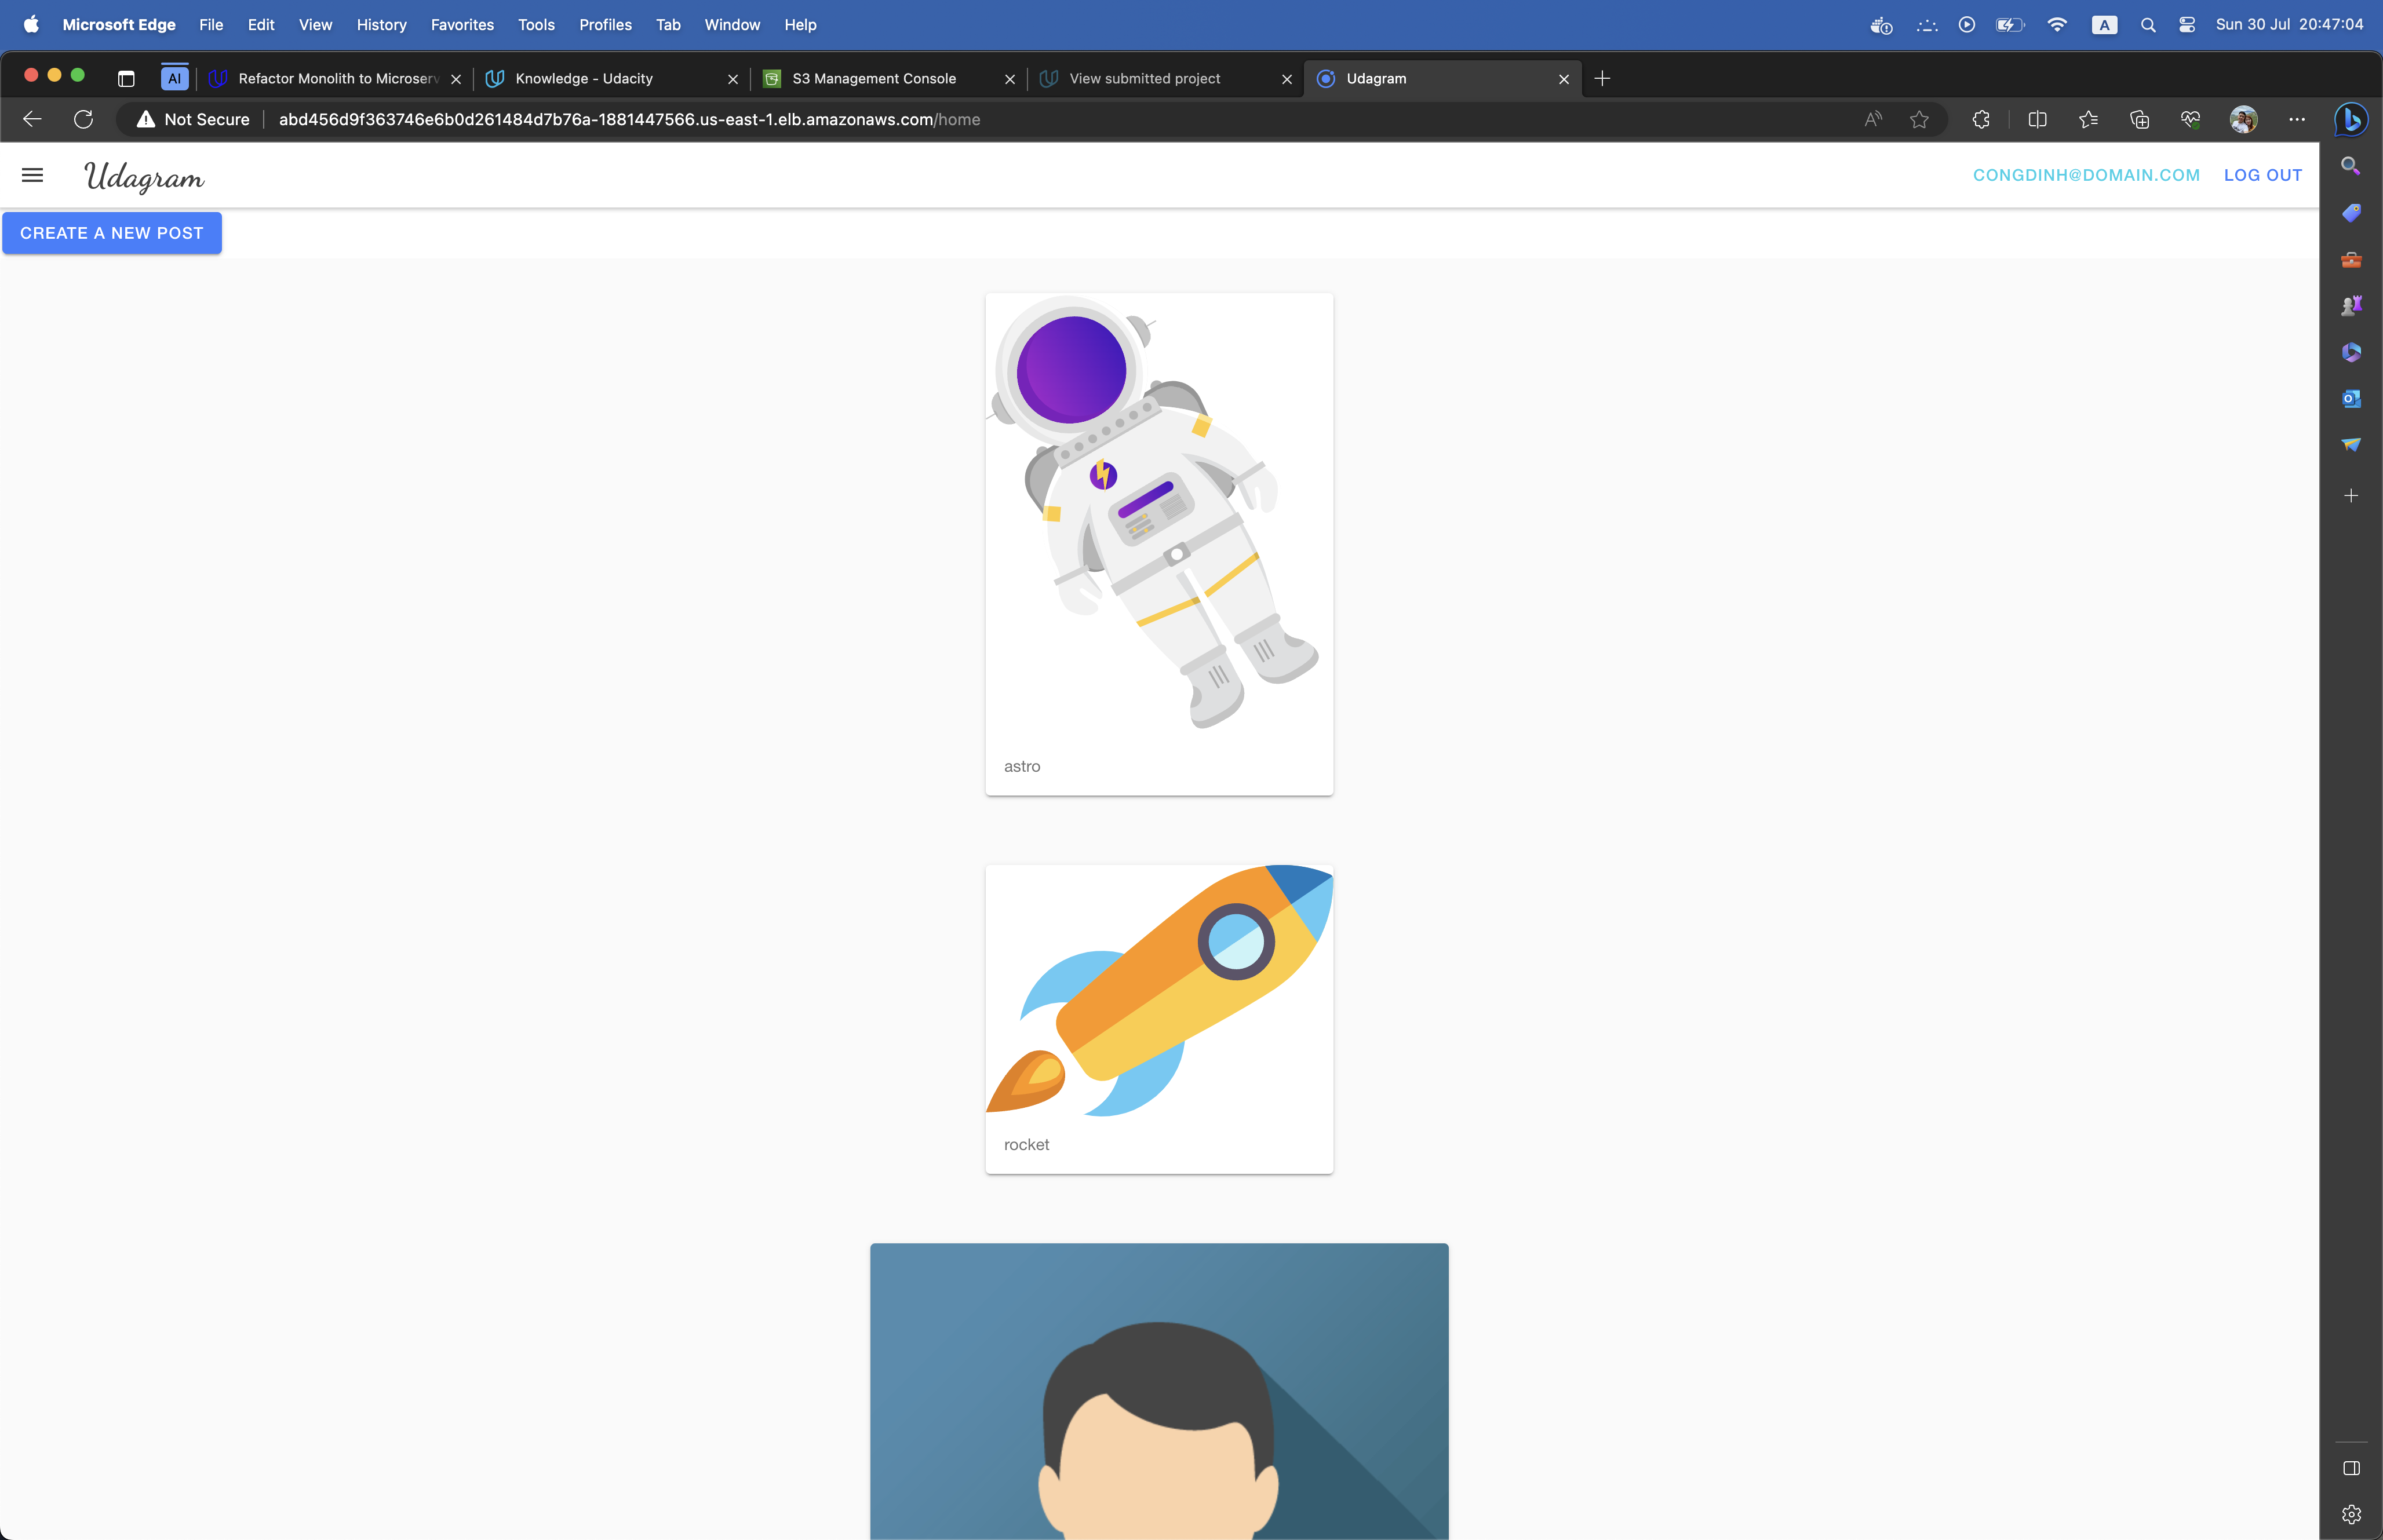 Microsoft Edge File Edit View History Favorites Tools Profiles Tab Window Help A Sun 30 Jul 20:47:04
AI Refactor Monolith to Microserv Knowledge - Udacity S3 Management Console View submitted project Udagram
Not Secure abd456d9f363746e6b0d261484d7b76a-1881447566.us-east-1.elb.amazonaws.com/home
Udagram CONGDINH@DOMAIN.COM LOG OUT
CREATE A NEW POST
astro
rocket